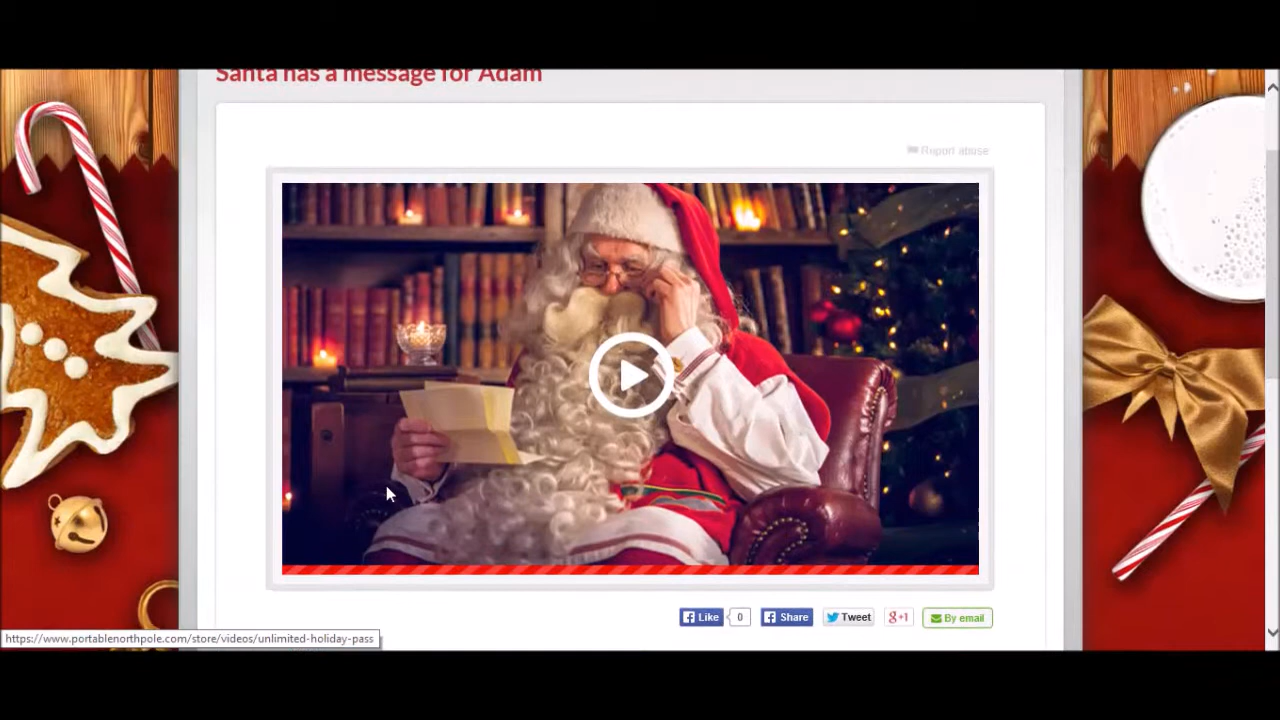 Santa has a message for Adam
Report abuse
Like 0 Share Tweet g+1 By email
https://www.portablenorthpole.com/store/videos/unlimited-holiday-pass